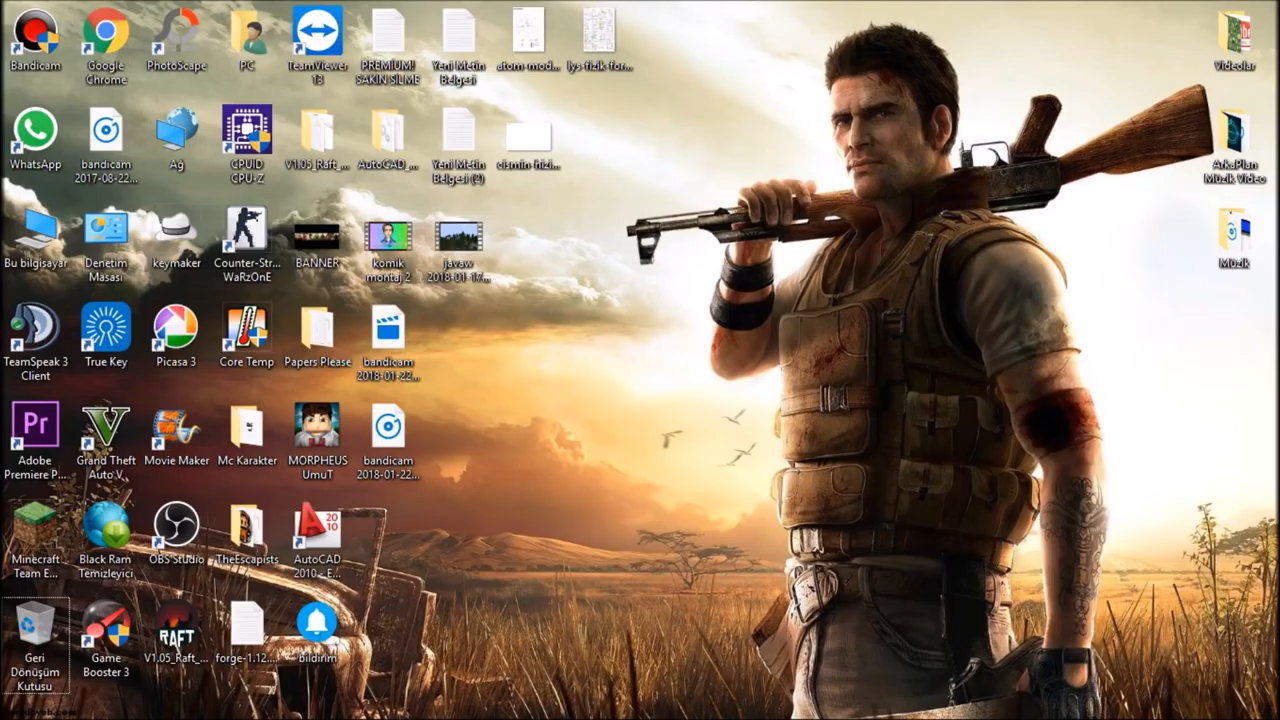 Bandicam
Google
Chrome
PhotoScape
PC
TeamViewer
13
PREMIUM!
SAKIN SİLME
Yeni Metin
Belgesi
atom-mod...
lys-fizik-for...
Videolar
WhatsApp
bandicam
2017-08-22...
Ağ
CPUID
CPU-Z
V1.05_Raft_...
AutoCAD_...
Yeni Metin
Belgesi (2)
cismin-hizi...
ArkaPlan
Müzik Video
Bu bilgisayar
Denetim
Masası
keymaker
Counter-Str...
WaRzOnE
BANNER
komik
montaj 2
javaw
2018-01-17...
Müzik
TeamSpeak 3
Client
True Key
Picasa 3
Core Temp
Papers Please
bandicam
2018-01-22...
Pr
Adobe
Premiere P...
Grand Theft
Auto V
Movie Maker
Mc Karakter
MORPHEUS
UmuT
bandicam
2018-01-22...
Minecraft
Team E...
Black Ram
Temizleyici
OBS Studio
TheEscapists
20
10
AutoCAD
2010 - E...
Geri
Dönüşüm
Kutusu
Game
Booster 3
RAFT
V1.05_Raft_...
forge-1.12....
bildirim